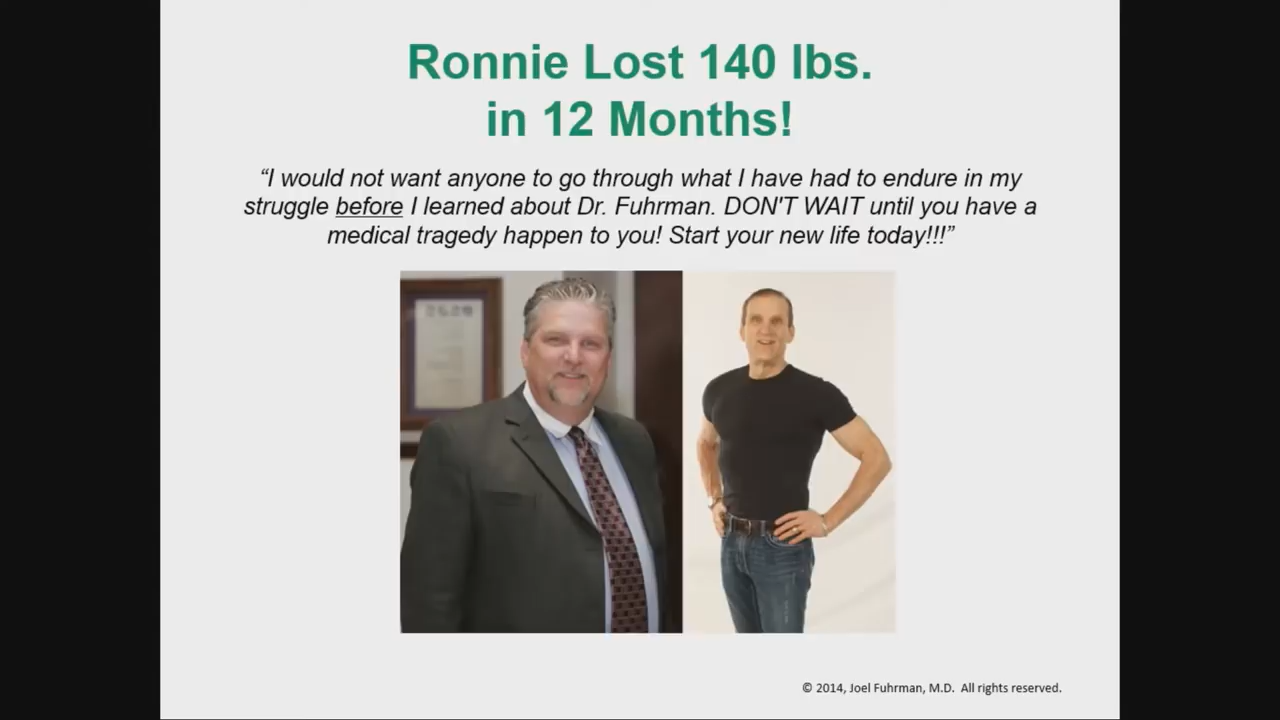 Ronnie Lost 140 lbs.
in 12 Months!
“I would not want anyone to go through what I have had to endure in my
struggle before I learned about Dr. Fuhrman. DON'T WAIT until you have a
medical tragedy happen to you! Start your new life today!!!”
© 2014, Joel Fuhrman, M.D. All rights reserved.